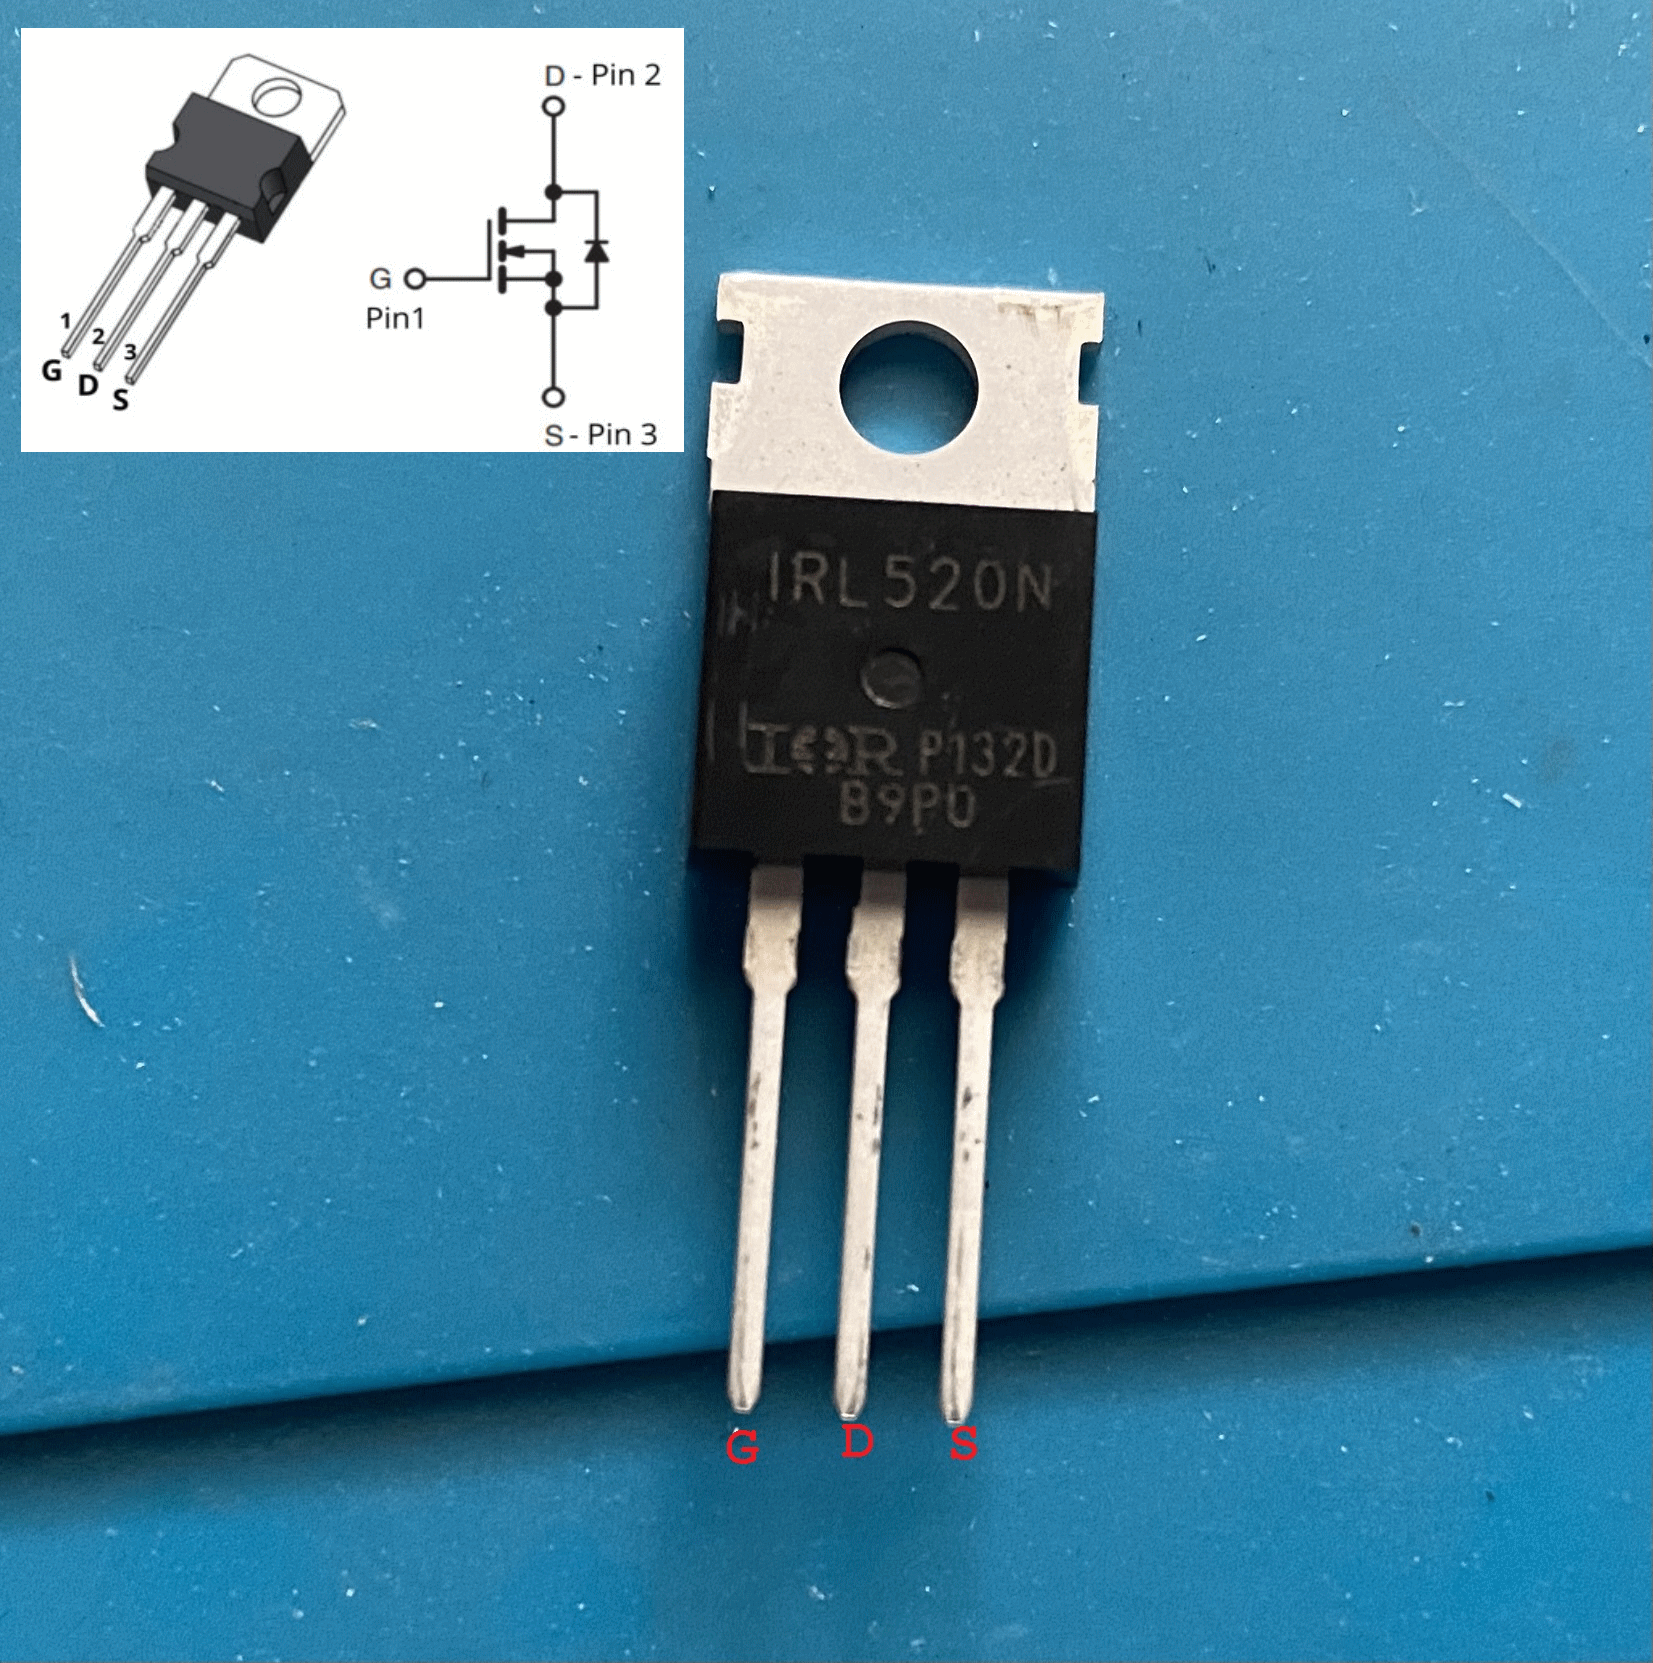 D - Pin 2
G
Pin1
1
2
3
G
D
S
S - Pin 3
IRL520N
IOR P132D
B9P0
G
D
S